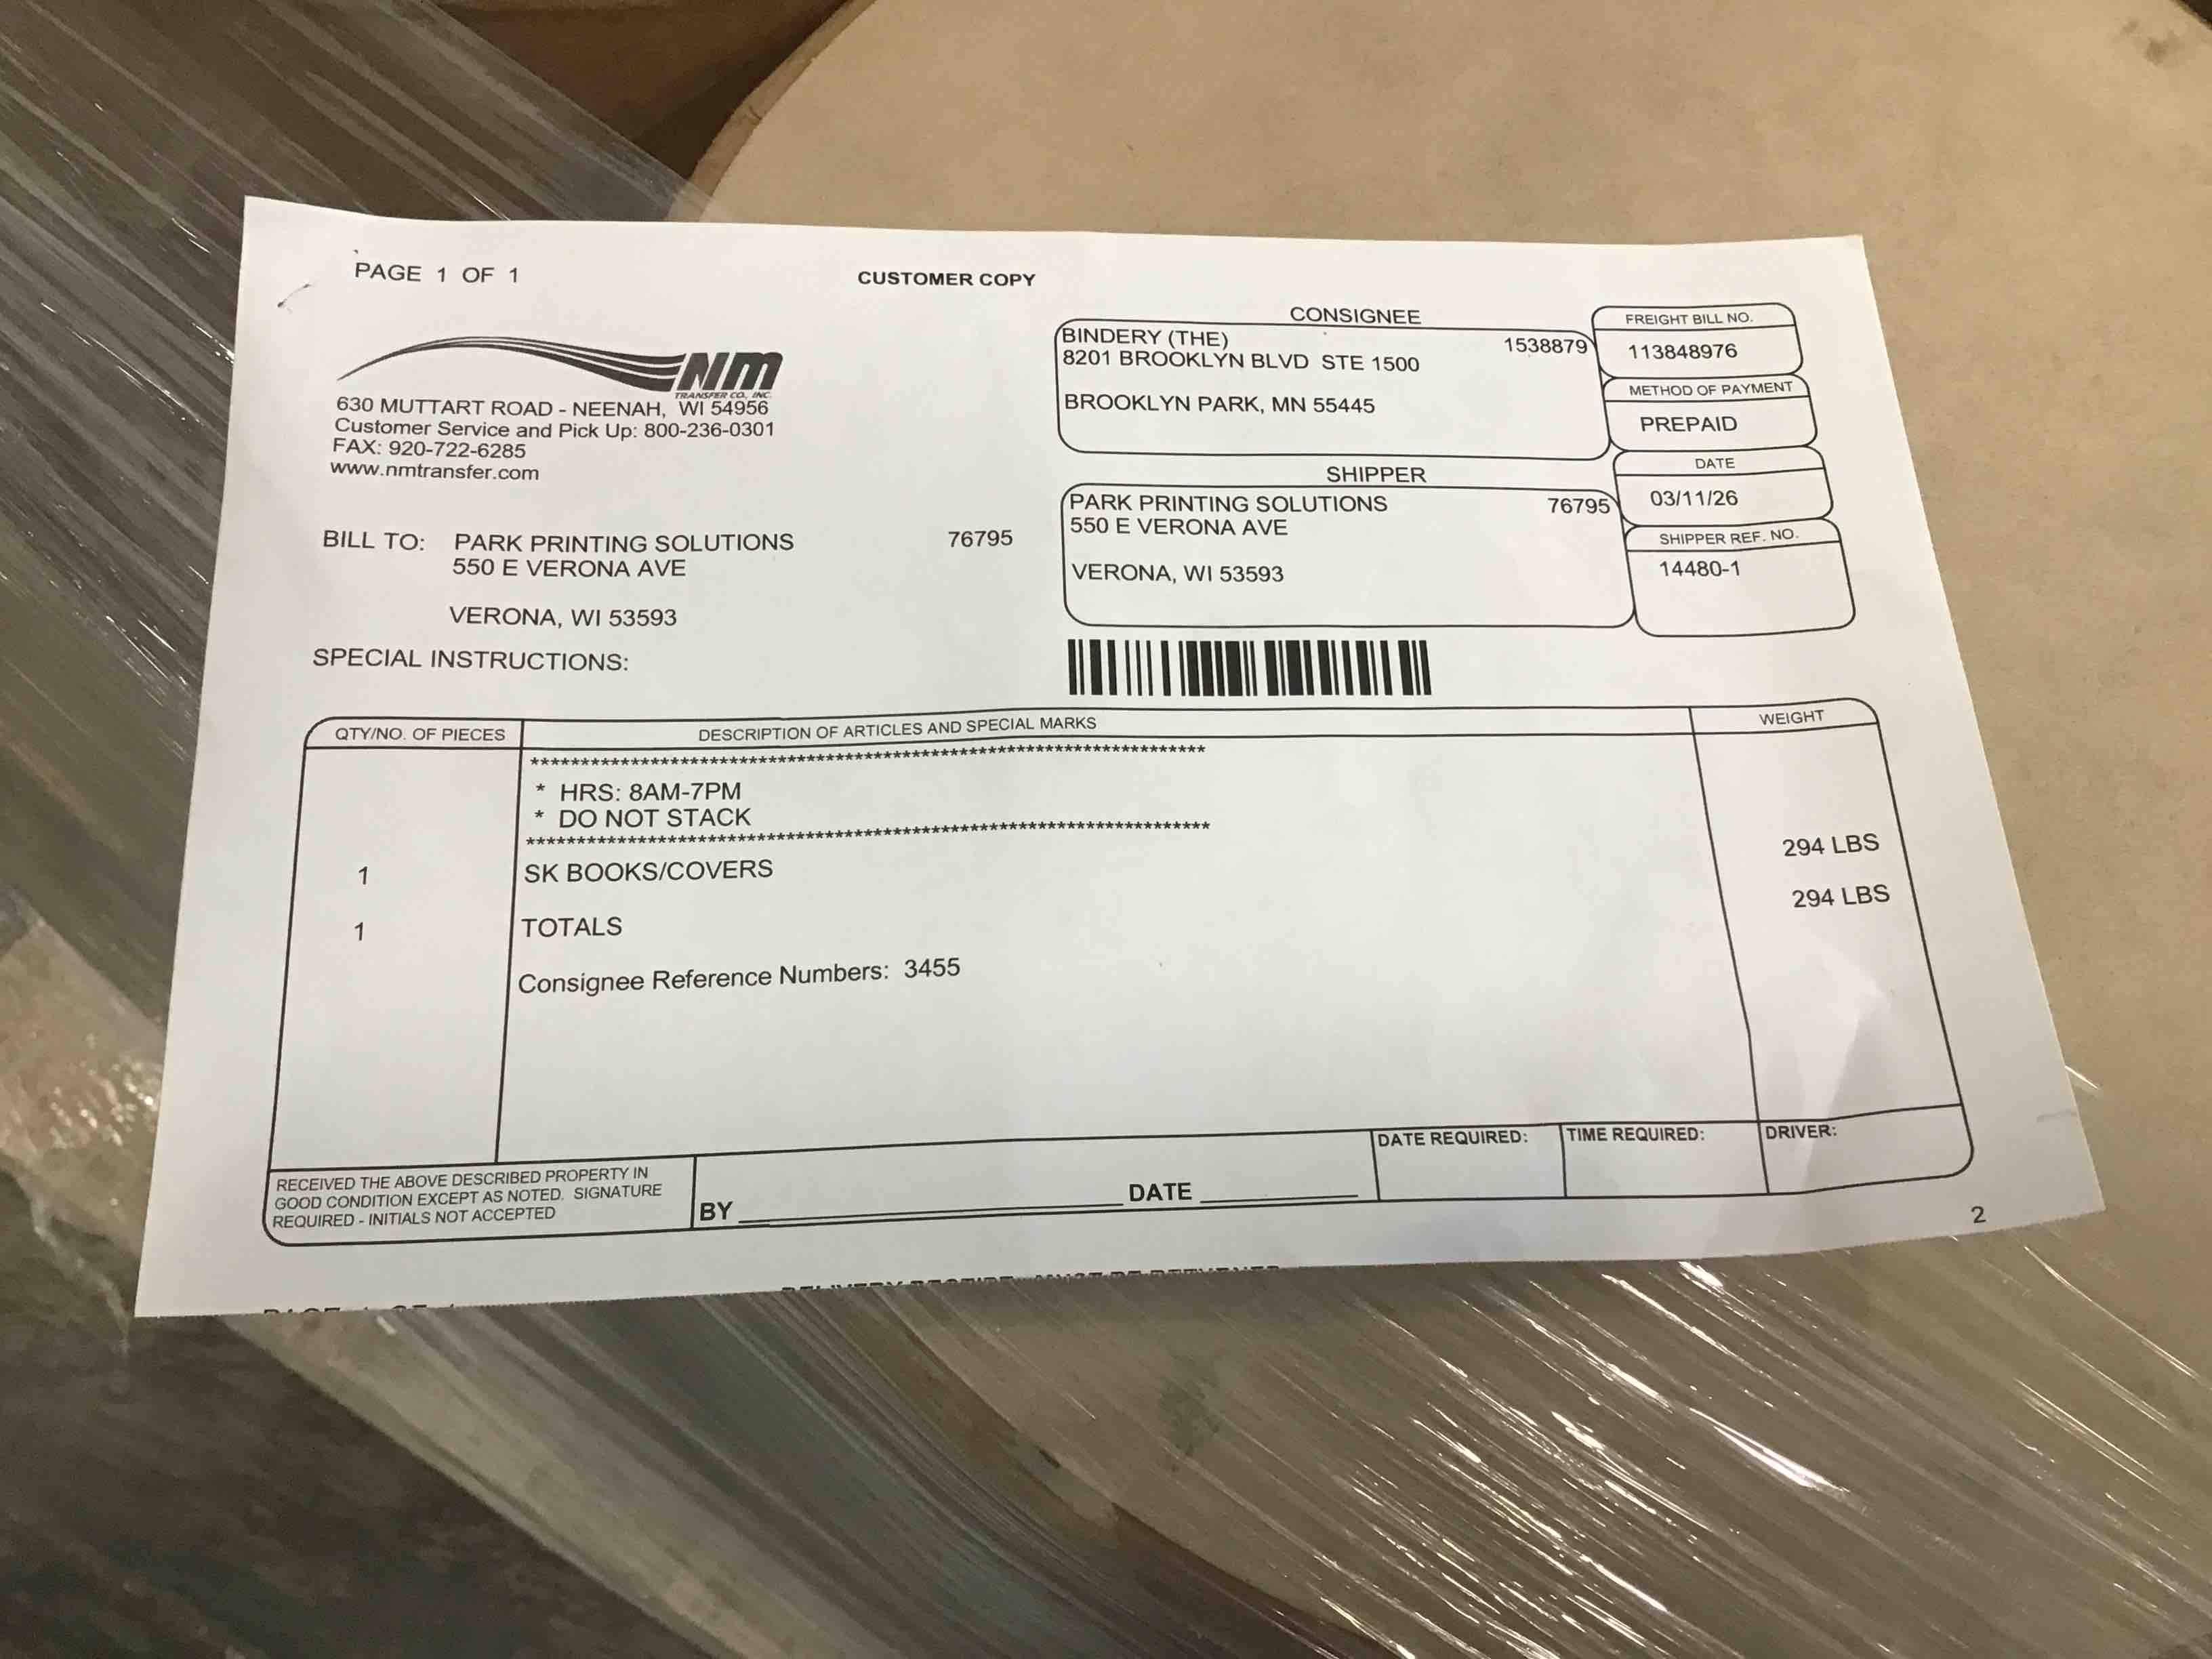 PAGE 1 OF 1
CUSTOMER COPY
NM
TRANSFER CO., INC.
630 MUTTART ROAD - NEENAH, WI 54956
Customer Service and Pick Up: 800-236-0301
FAX: 920-722-6285
www.nmtransfer.com
CONSIGNEE
BINDERY (THE) 1538879
8201 BROOKLYN BLVD STE 1500
BROOKLYN PARK, MN 55445
FREIGHT BILL NO.
113848976
METHOD OF PAYMENT
PREPAID
DATE
03/11/26
SHIPPER REF. NO.
14480-1
SHIPPER
PARK PRINTING SOLUTIONS 76795
550 E VERONA AVE
VERONA, WI 53593
BILL TO: PARK PRINTING SOLUTIONS 76795
550 E VERONA AVE
VERONA, WI 53593
SPECIAL INSTRUCTIONS:
QTY/NO. OF PIECES DESCRIPTION OF ARTICLES AND SPECIAL MARKS WEIGHT
* HRS: 8AM-7PM
* DO NOT STACK
1 SK BOOKS/COVERS 294 LBS
1 TOTALS 294 LBS
Consignee Reference Numbers: 3455
RECEIVED THE ABOVE DESCRIBED PROPERTY IN
GOOD CONDITION EXCEPT AS NOTED. SIGNATURE
REQUIRED - INITIALS NOT ACCEPTED
BY DATE
DATE REQUIRED: TIME REQUIRED: DRIVER:
2